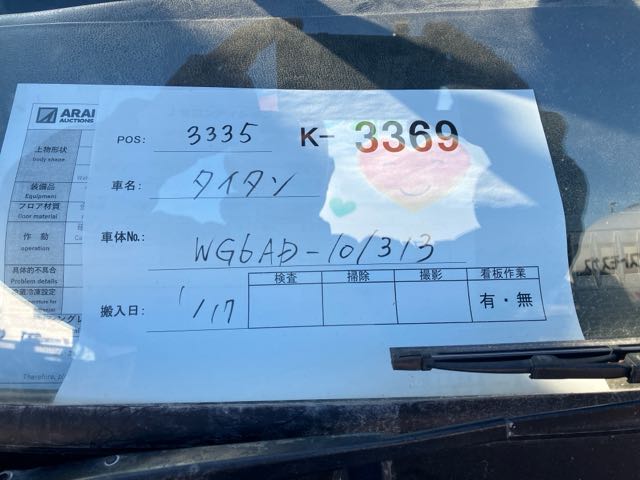 ARAI
AUCTIONS
上物形状
body shape
装備品
Equipment
フロア材質
Floor material
作 動
operation
具体的不具合
Problem details
POS: 3335 K- 3369
車名: タイタン
車体No.: WG6AD-101313
搬入日: 1/17
検査 掃除 撮影 看板作業
有・無